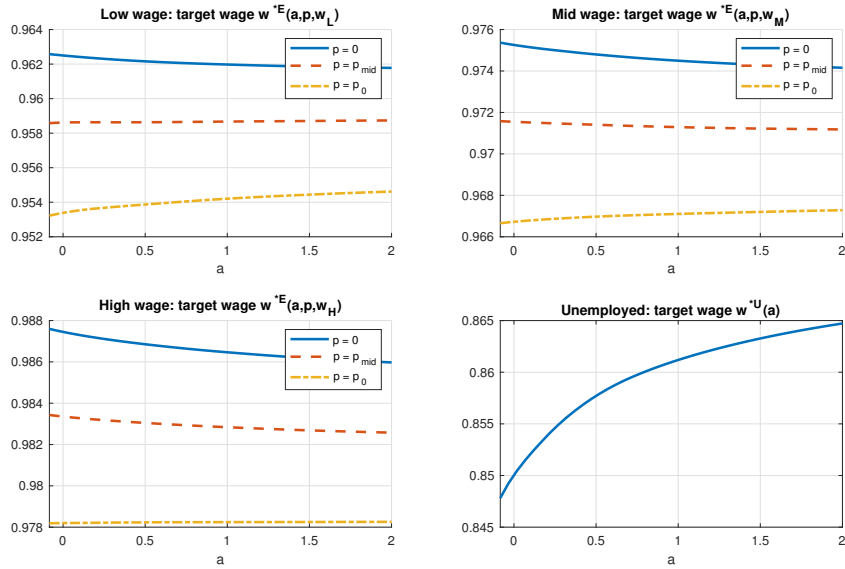 Low wage: target wage w*E(a,p,wL)
0.964
0.962
0.96
0.958
0.956
0.954
0.952
0
0.5
1
1.5
2
a
p = 0
p = pmid
p = p0
Mid wage: target wage w*E(a,p,wM)
0.976
0.974
0.972
0.97
0.968
0.966
0
0.5
1
1.5
2
a
p = 0
p = pmid
p = p0
High wage: target wage w*E(a,p,wH)
0.988
0.986
0.984
0.982
0.98
0.978
0
0.5
1
1.5
2
a
p = 0
p = pmid
p = p0
Unemployed: target wage w*U(a)
0.865
0.86
0.855
0.85
0.845
0
0.5
1
1.5
2
a